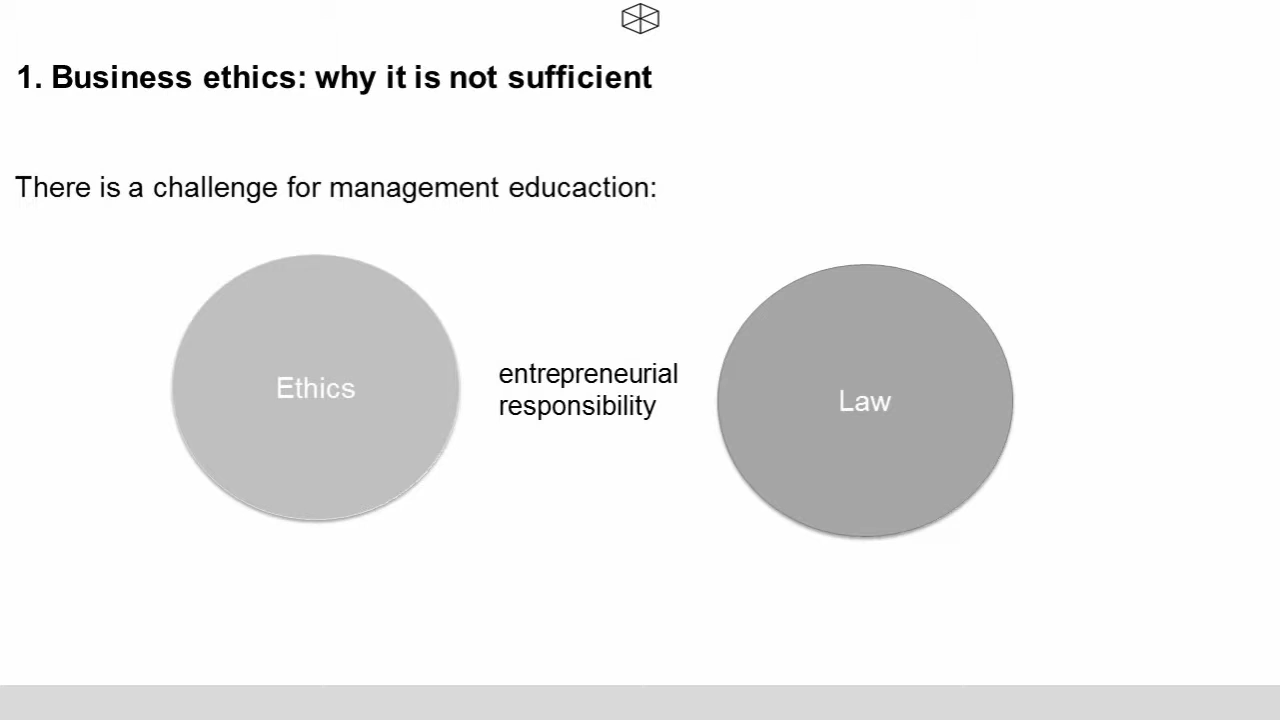 1. Business ethics: why it is not sufficient
There is a challenge for management educaction:
Ethics
entrepreneurial
responsibility
Law